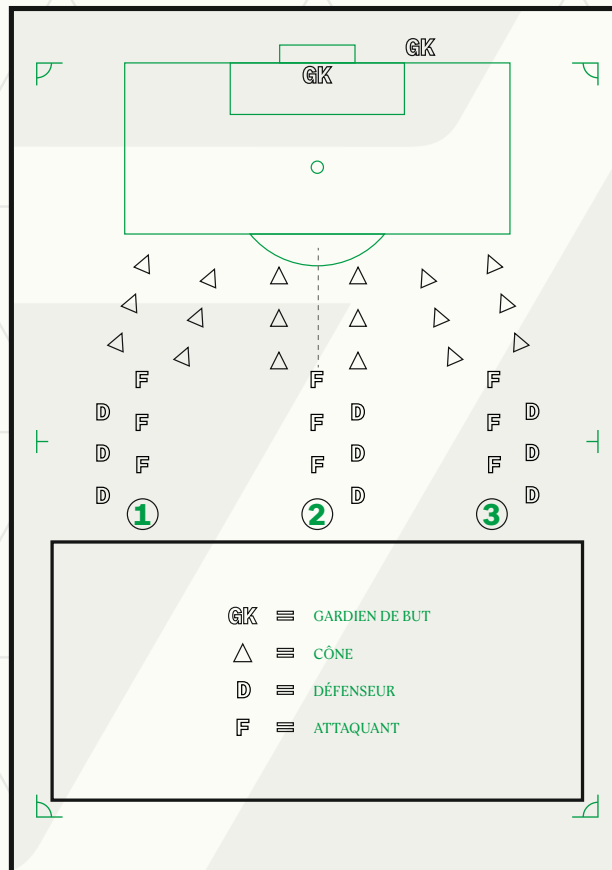 GK
GK
F F F
D F F D F D
D F F D F D
D D D
1 2 3
GK = GARDIEN DE BUT
△ = CÔNE
D = DÉFENSEUR
F = ATTAQUANT